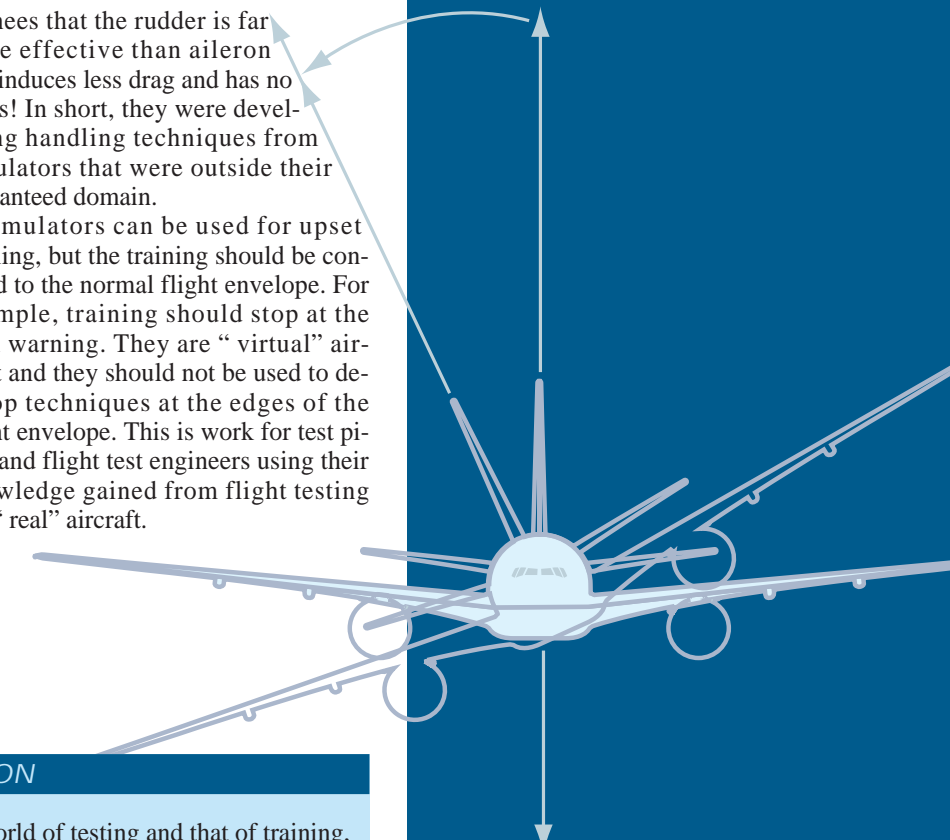 nees that the rudder is far
e effective than aileron
induces less drag and has no
s! In short, they were devel-
ng handling techniques from
ulators that were outside their
anteed domain.
mulators can be used for upset
ing, but the training should be con-
d to the normal flight envelope. For
mple, training should stop at the
warning. They are “ virtual” air-
t and they should not be used to de-
op techniques at the edges of the
nt envelope. This is work for test pi-
and flight test engineers using their
wledge gained from flight testing
“ real” aircraft.
ON
orld of testing and that of training.